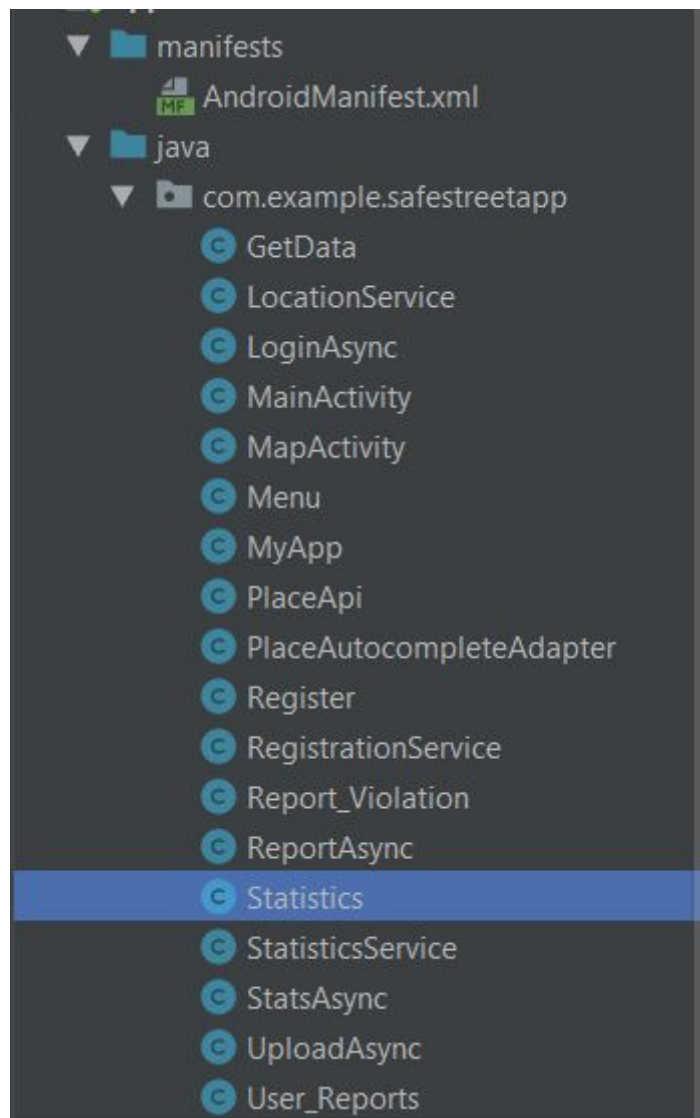 manifests
MF AndroidManifest.xml
java
com.example.safestreetapp
C GetData
C LocationService
C LoginAsync
C MainActivity
C MapActivity
C Menu
C MyApp
C PlaceApi
C PlaceAutocompleteAdapter
C Register
C RegistrationService
C Report_Violation
C ReportAsync
C Statistics
C StatisticsService
C StatsAsync
C UploadAsync
C User_Reports